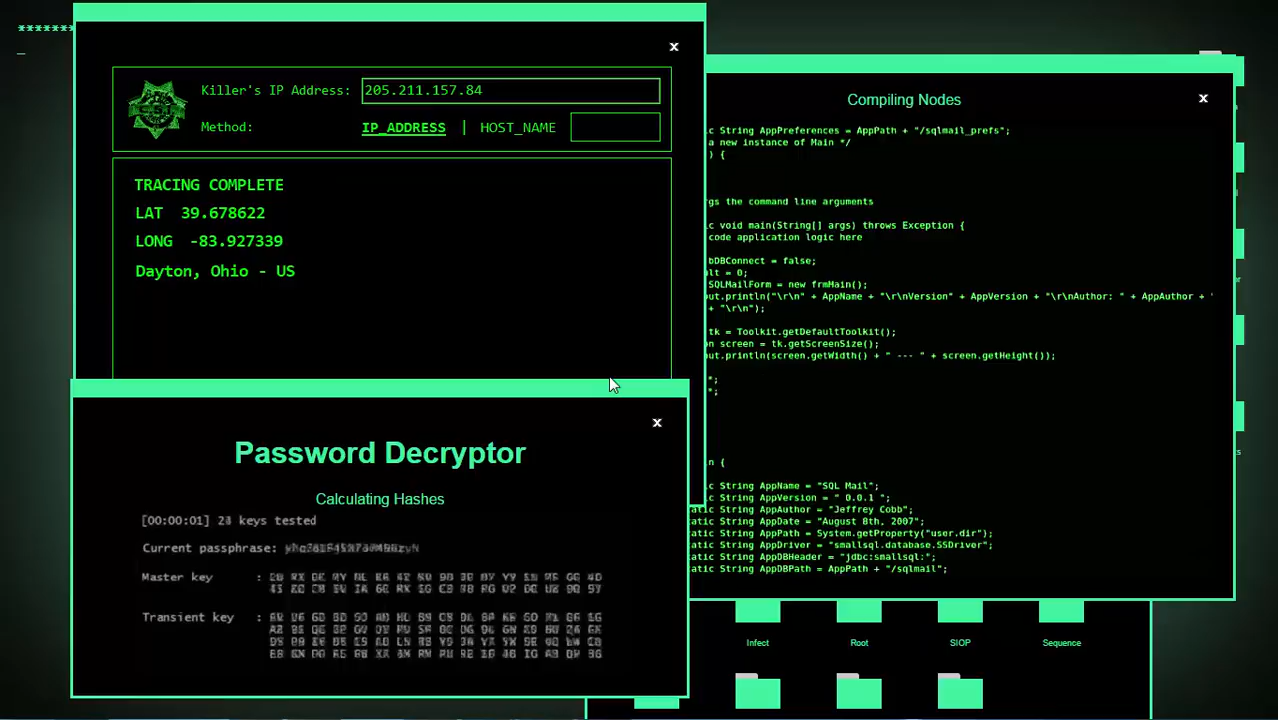 ********
_
x
Killer's IP Address: 205.211.157.84
Method: IP_ADDRESS | HOST_NAME
TRACING COMPLETE
LAT 39.678622
LONG -83.927339
Dayton, Ohio - US
x
Password Decryptor
Calculating Hashes
[00:00:01] 23 keys tested
Current passphrase:
Master key :
Transient key :
Compiling Nodes
x
c String AppPreferences = AppPath + "/sqlmail_prefs";
a new instance of Main */
) {
gs the command line arguments
c void main(String[] args) throws Exception {
code application logic here
bDBConnect = false;
ult = 0;
SQLMailForm = new frmMain();
ut.println("\r\n" + AppName + "\r\nVersion" + AppVersion + "\r\nAuthor: " + AppAuthor + "
+ "\r\n");
tk = Toolkit.getDefaultToolkit();
on screen = tk.getScreenSize();
ut.println(screen.getWidth() + " --- " + screen.getHeight());
";
";
n {
tic String AppName = "SQL Mail";
tic String AppVersion = " 0.0.1 ";
atic String AppAuthor = "Jeffrey Cobb";
atic String AppDate = "August 8th, 2007";
atic String AppPath = System.getProperty("user.dir");
atic String AppDriver = "smallsql.database.SSDriver";
atic String AppDBHeader = "jdbc:smallsql:";
atic String AppDBPath = AppPath + "/sqlmail";
Infect
Root
SIOP
Sequence